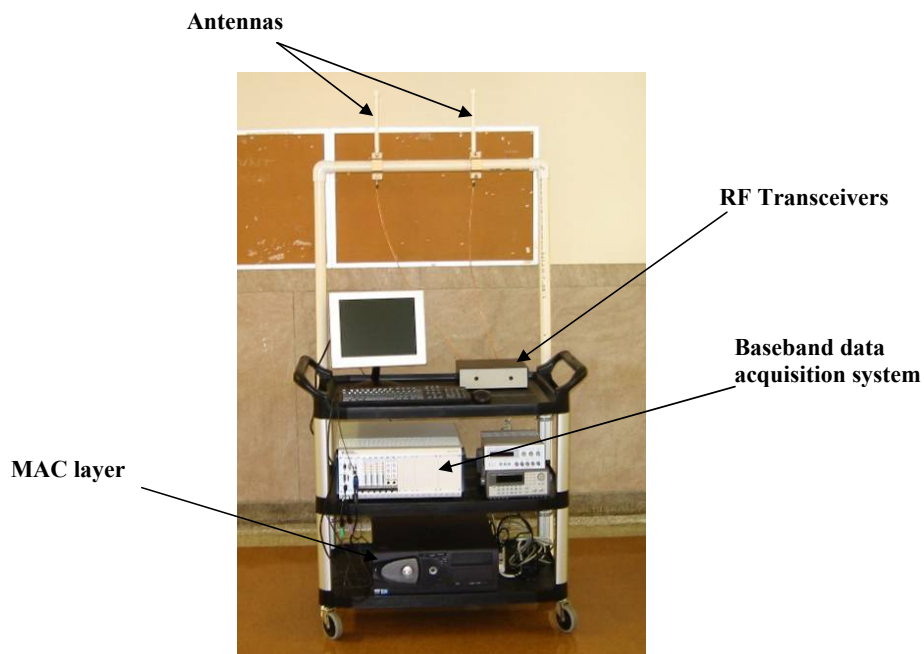 Antennas
RF Transceivers
Baseband data
acquisition system
MAC layer